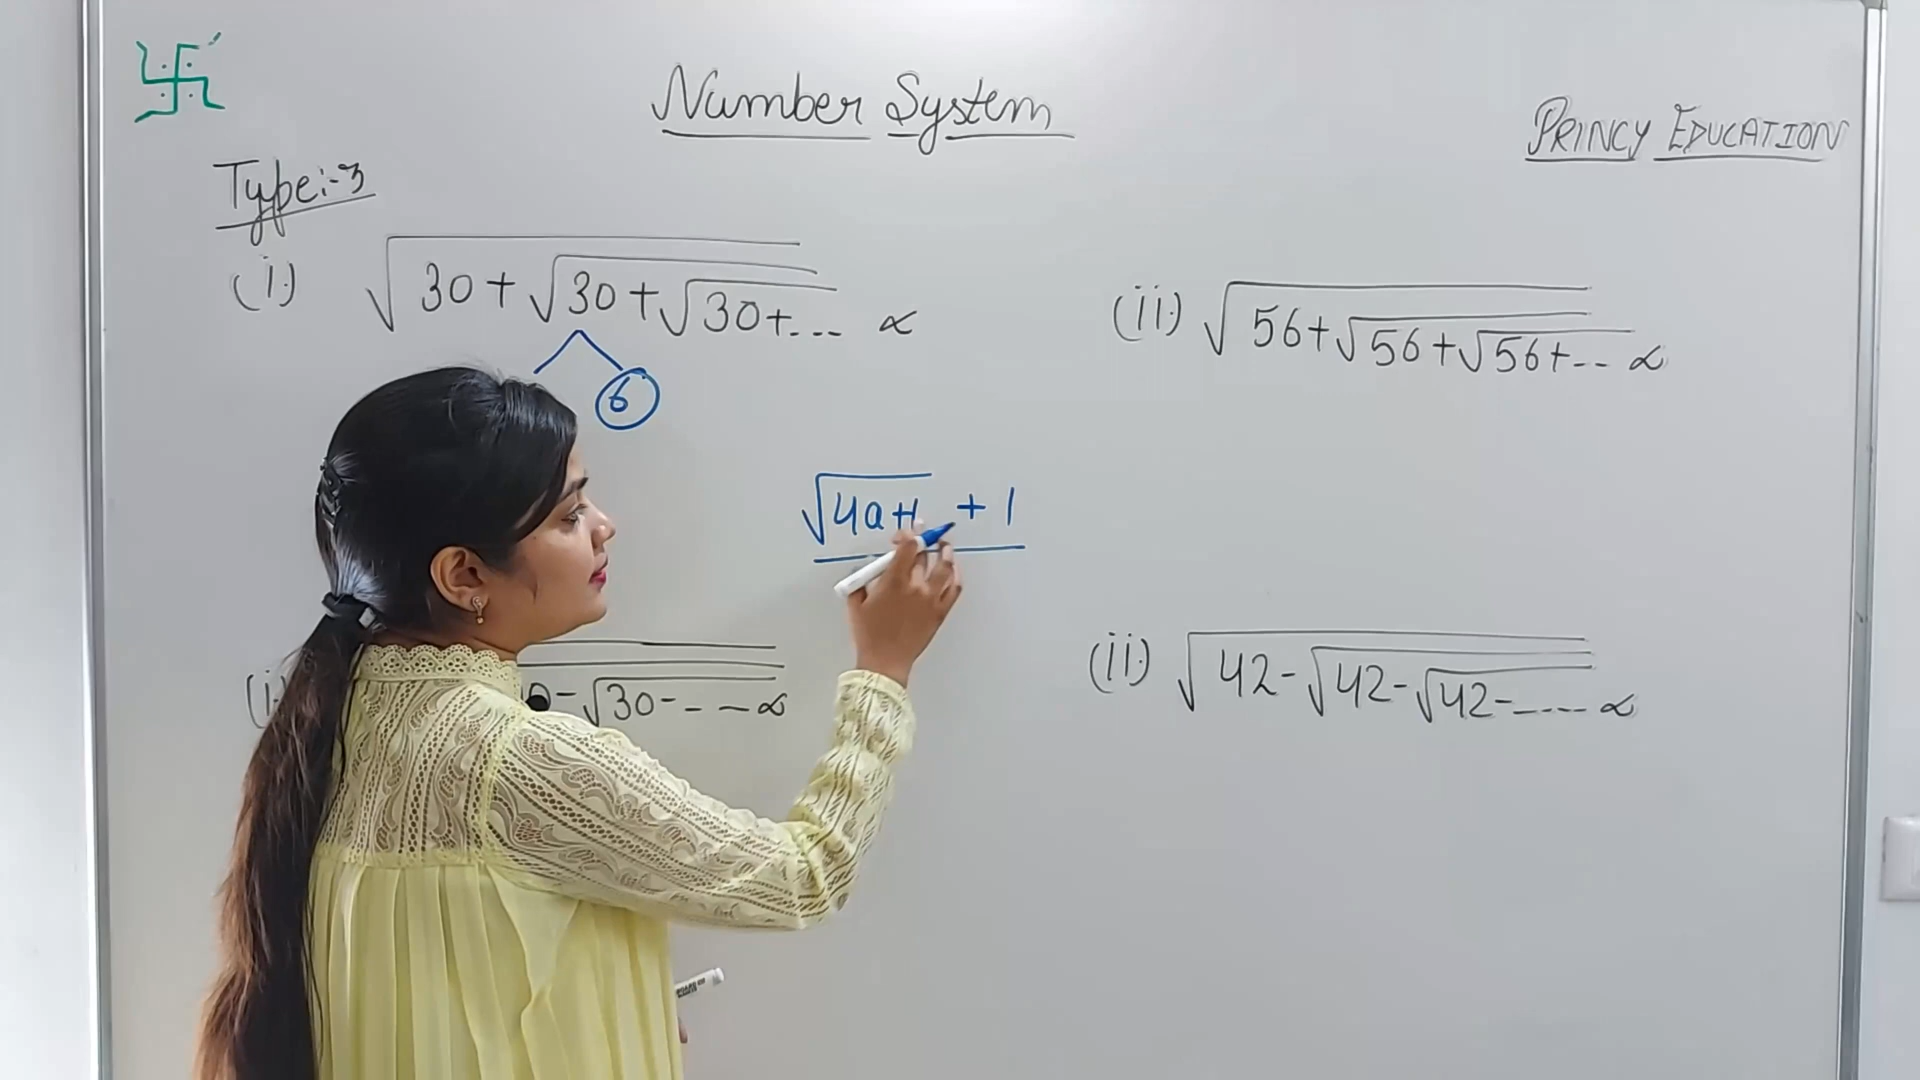 Number System
PRINCY EDUCATION
Type:-3
(i) √30+√30+√30+... ∝
(ii) √56+√56+√56+-- ∝
6
√4a+1 + 1
√30--- ∝
(ii) √42-√42-√42----- ∝